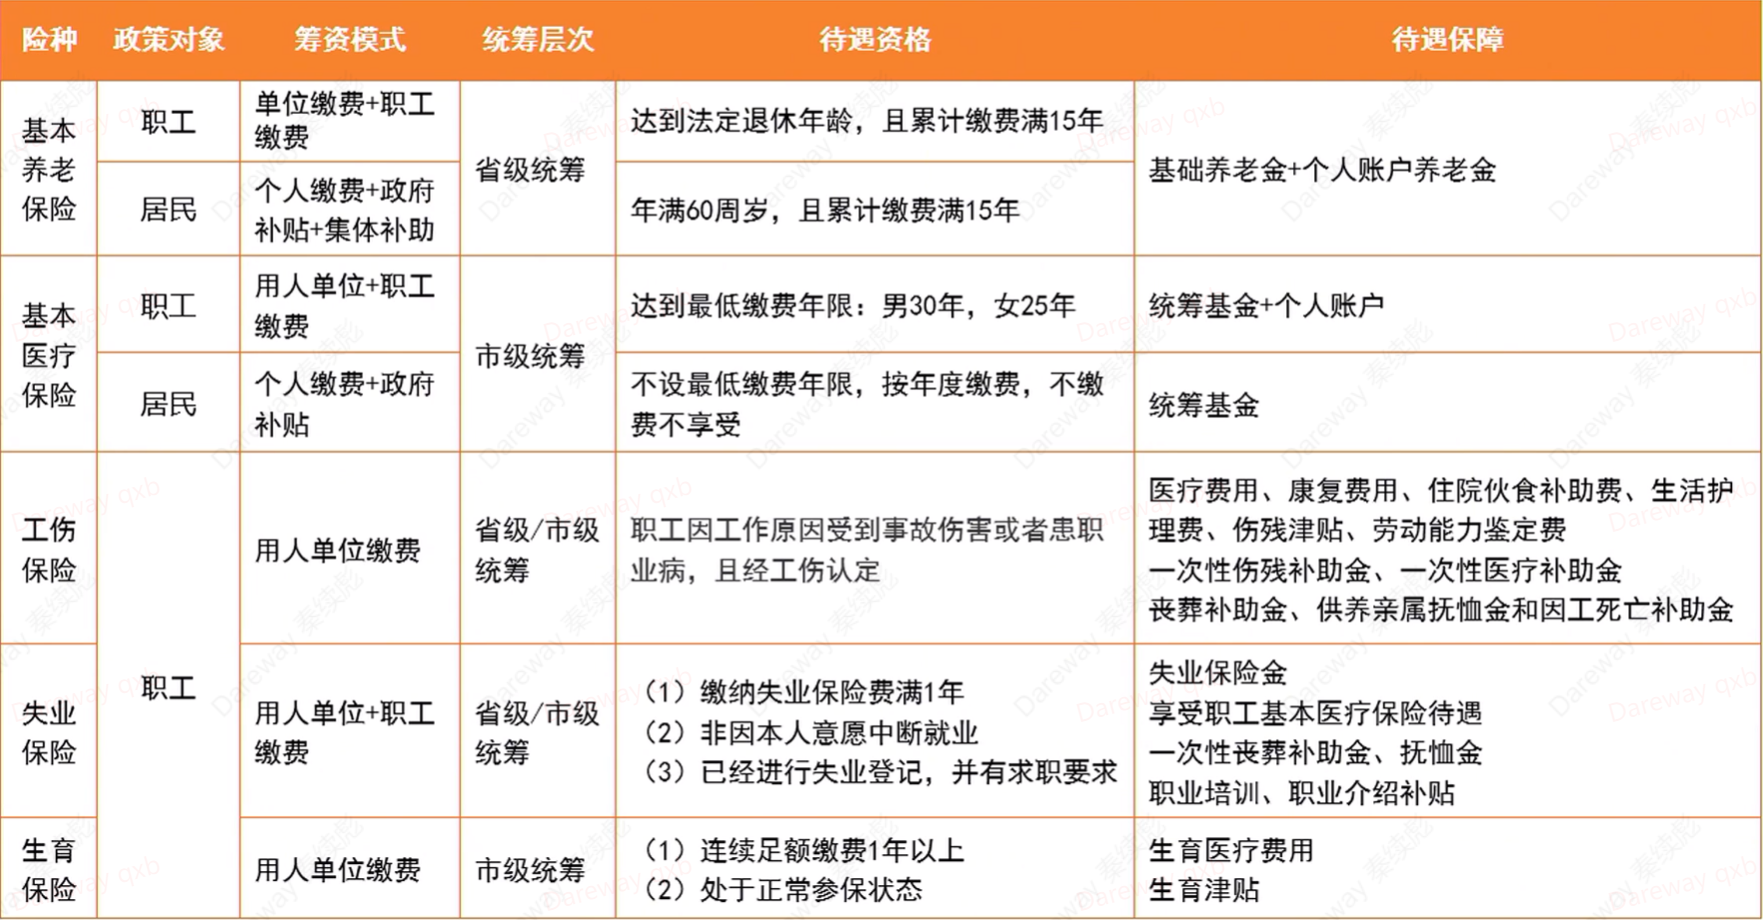 险种 政策对象 筹资模式 统筹层次 待遇资格 待遇保障
基本
养老
保险
职工
单位缴费+职工
缴费
省级统筹
达到法定退休年龄，且累计缴费满15年
基础养老金+个人账户养老金
居民
个人缴费+政府
补贴+集体补助
年满60周岁，且累计缴费满15年
基本
医疗
保险
职工
用人单位+职工
缴费
市级统筹
达到最低缴费年限：男30年，女25年
统筹基金+个人账户
居民
个人缴费+政府
补贴
不设最低缴费年限，按年度缴费，不缴
费不享受
统筹基金
工伤
保险
职工
用人单位缴费
省级/市级
统筹
职工因工作原因受到事故伤害或者患职
业病，且经工伤认定
医疗费用、康复费用、住院伙食补助费、生活护
理费、伤残津贴、劳动能力鉴定费
一次性伤残补助金、一次性医疗补助金
丧葬补助金、供养亲属抚恤金和因工死亡补助金
失业
保险
用人单位+职工
缴费
省级/市级
统筹
（1）缴纳失业保险费满1年
（2）非因本人意愿中断就业
（3）已经进行失业登记，并有求职要求
失业保险金
享受职工基本医疗保险待遇
一次性丧葬补助金、抚恤金
职业培训、职业介绍补贴
生育
保险
用人单位缴费
市级统筹
（1）连续足额缴费1年以上
（2）处于正常参保状态
生育医疗费用
生育津贴
Dareway 秦续彪
Dareway qxb